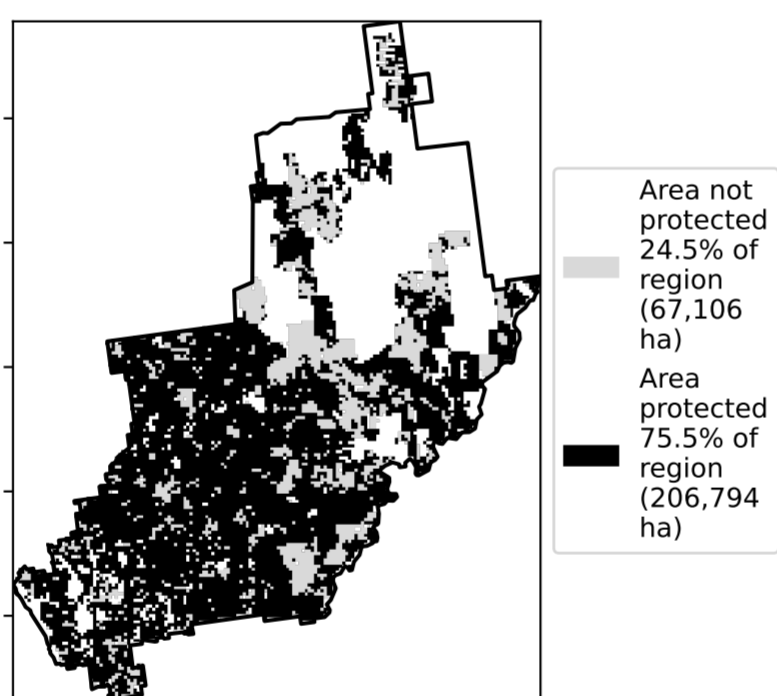 Area not
protected
24.5% of
region
(67,106
ha)
Area
protected
75.5% of
region
(206,794
ha)